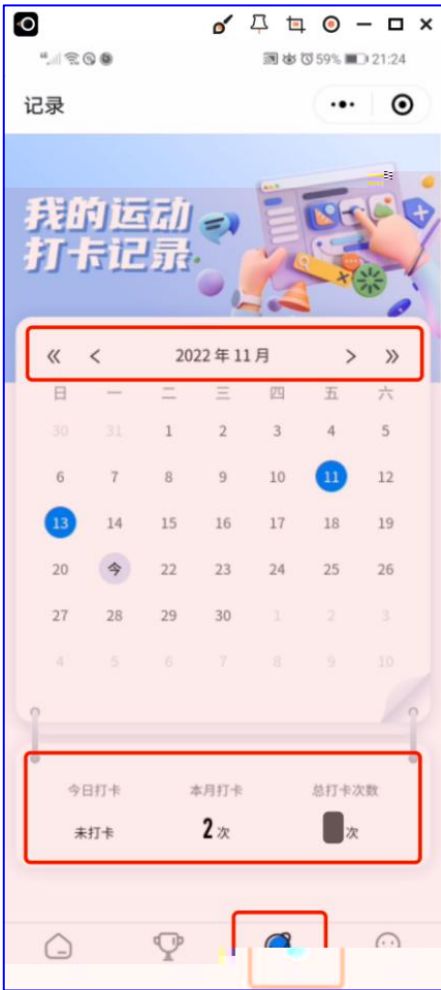 59% 21:24
记录
我的运动
打卡记录
« < 2022年11月 > »
日 一 二 三 四 五 六
30 31 1 2 3 4 5
6 7 8 9 10 11 12
13 14 15 16 17 18 19
20 今 22 23 24 25 26
27 28 29 30 1 2 3
4 5 6 7 8 9 10
今日打卡 本月打卡 总打卡次数
未打卡 2次 次